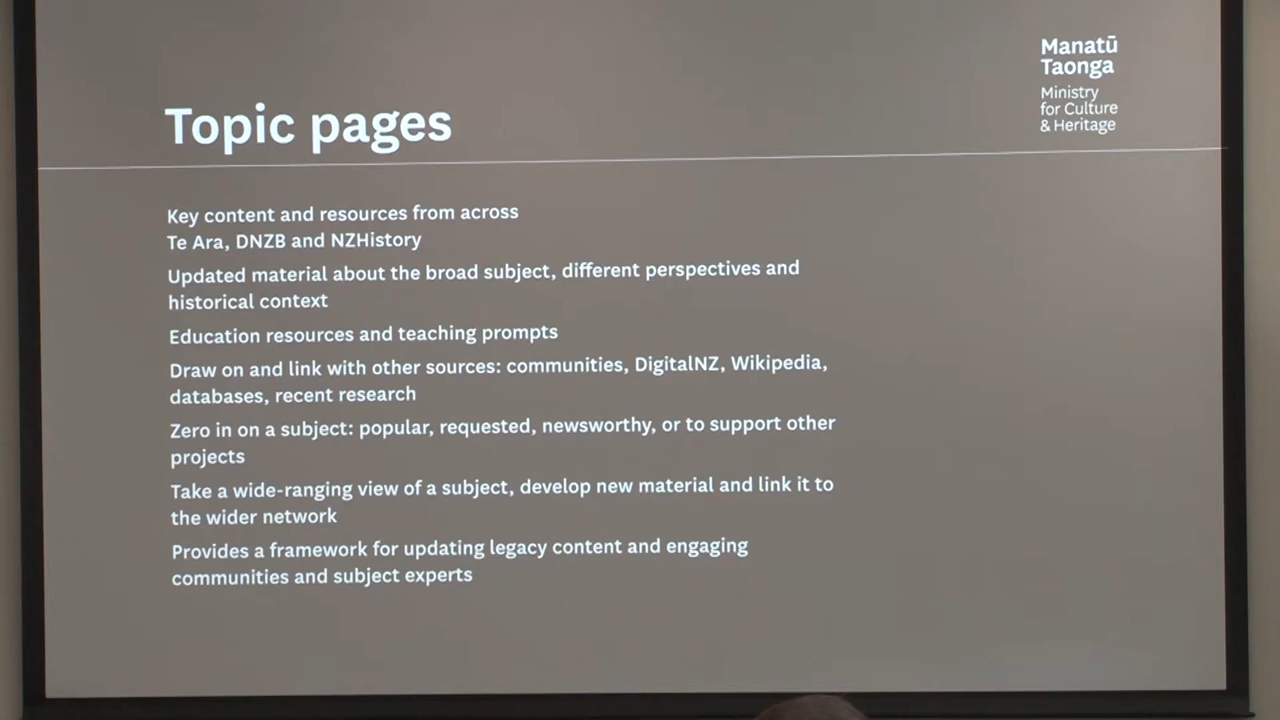 Manatū
Taonga
Ministry
for Culture
& Heritage
Topic pages
Key content and resources from across
Te Ara, DNZB and NZHistory
Updated material about the broad subject, different perspectives and
historical context
Education resources and teaching prompts
Draw on and link with other sources: communities, DigitalNZ, Wikipedia,
databases, recent research
Zero in on a subject: popular, requested, newsworthy, or to support other
projects
Take a wide-ranging view of a subject, develop new material and link it to
the wider network
Provides a framework for updating legacy content and engaging
communities and subject experts